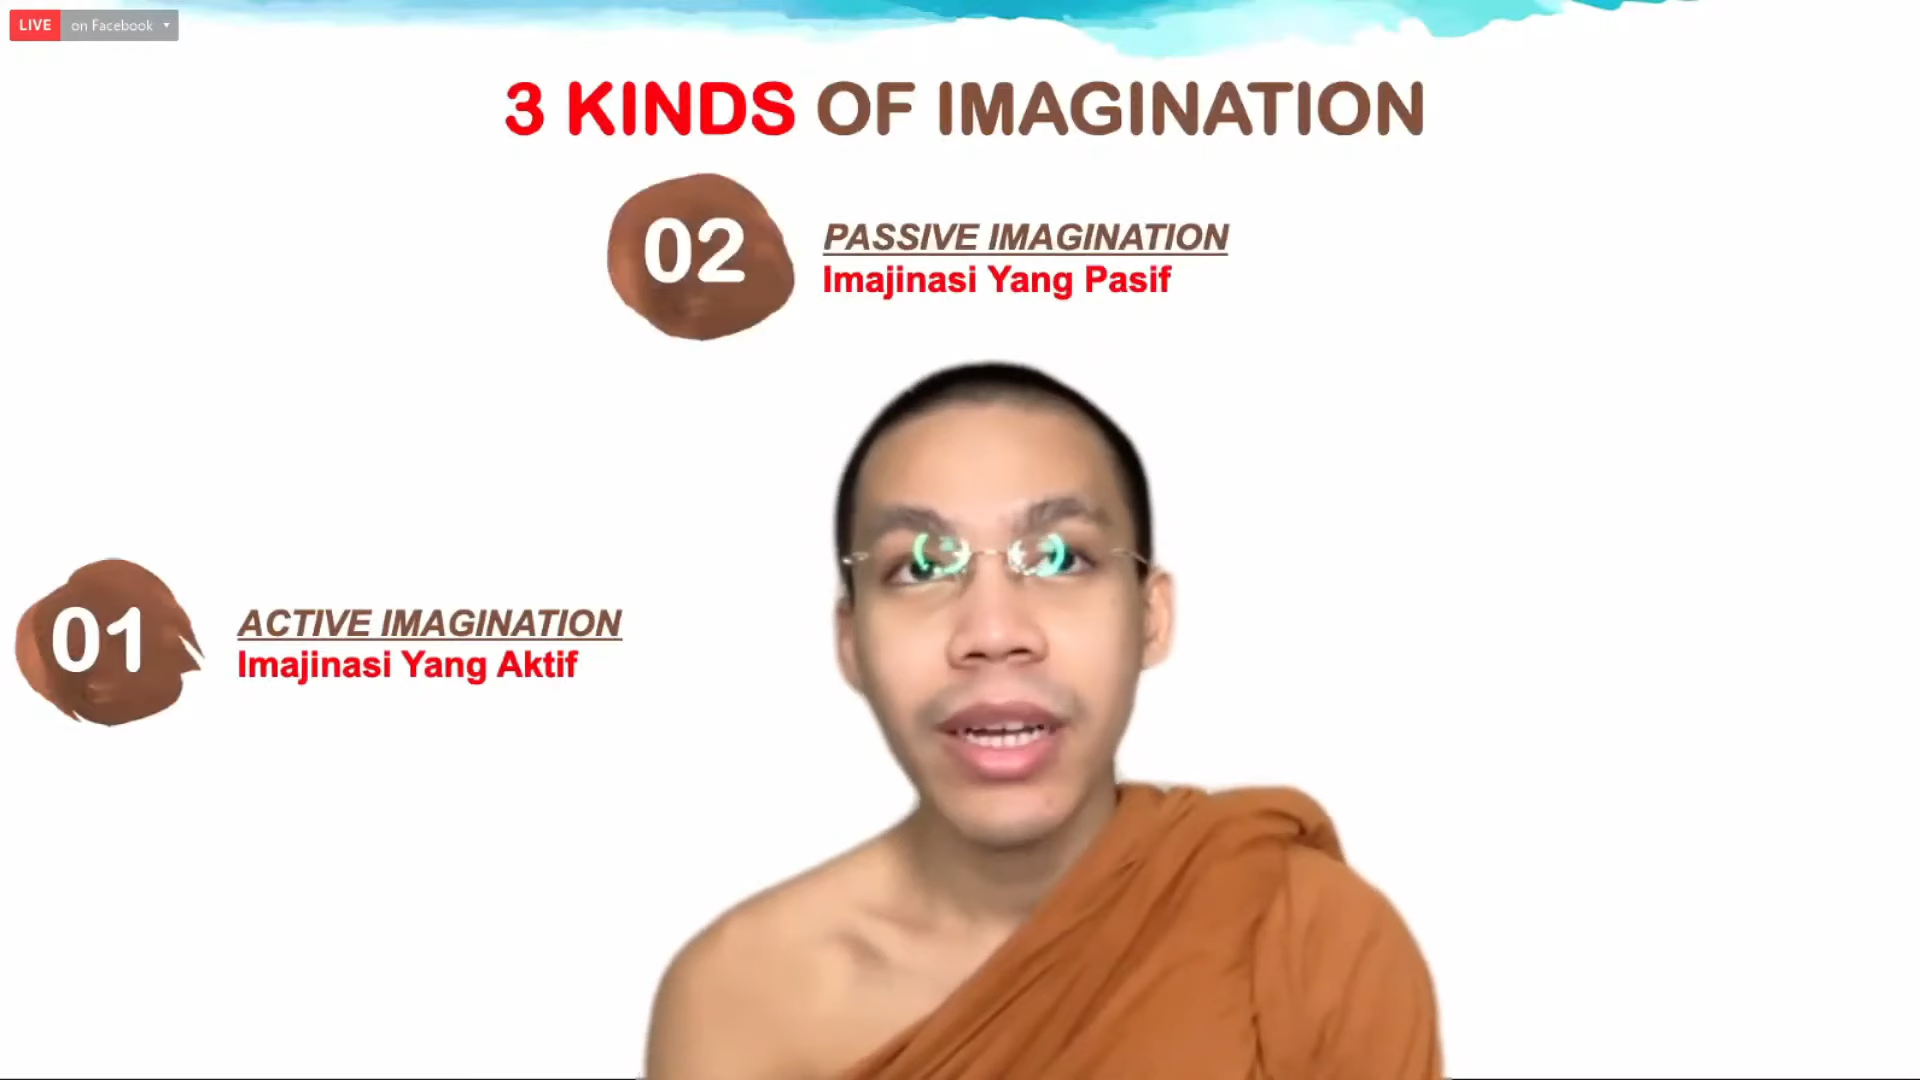 LIVE on Facebook
3 KINDS OF IMAGINATION
02
PASSIVE IMAGINATION
Imajinasi Yang Pasif
01
ACTIVE IMAGINATION
Imajinasi Yang Aktif